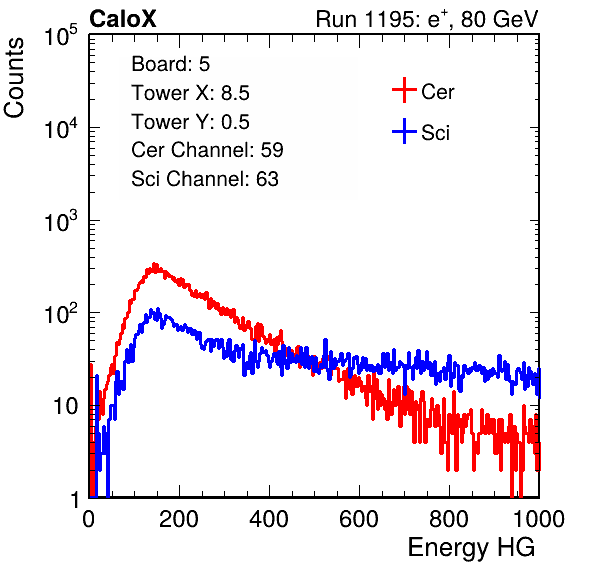 CaloX Run 1195: e⁺, 80 GeV
Counts
10⁵
10⁴
10³
10²
10
1
Board: 5
Tower X: 8.5
Tower Y: 0.5
Cer Channel: 59
Sci Channel: 63
Cer
Sci
0 200 400 600 800 1000
Energy HG